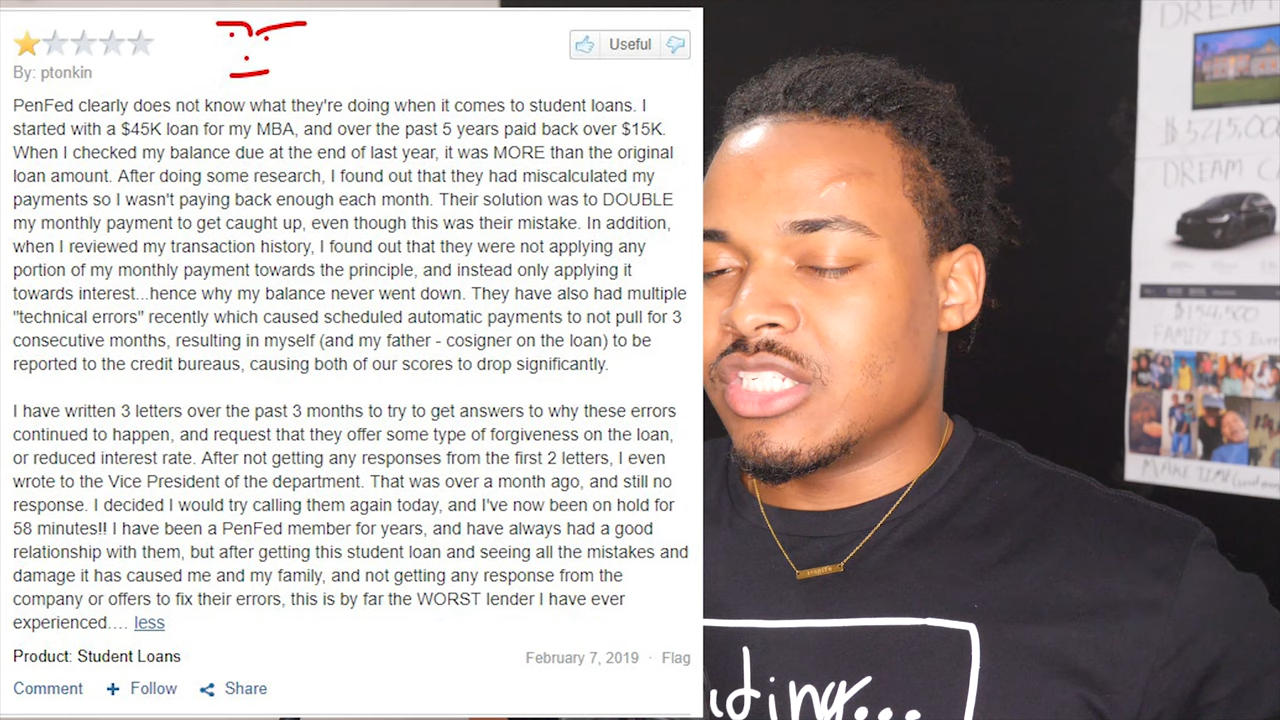 Useful
By: ptonkin
PenFed clearly does not know what they're doing when it comes to student loans. I
started with a $45K loan for my MBA, and over the past 5 years paid back over $15K.
When I checked my balance due at the end of last year, it was MORE than the original
loan amount. After doing some research, I found out that they had miscalculated my
payments so I wasn't paying back enough each month. Their solution was to DOUBLE
my monthly payment to get caught up, even though this was their mistake. In addition,
when I reviewed my transaction history, I found out that they were not applying any
portion of my monthly payment towards the principle, and instead only applying it
towards interest...hence why my balance never went down. They have also had multiple
"technical errors" recently which caused scheduled automatic payments to not pull for 3
consecutive months, resulting in myself (and my father - cosigner on the loan) to be
reported to the credit bureaus, causing both of our scores to drop significantly.
I have written 3 letters over the past 3 months to try to get answers to why these errors
continued to happen, and request that they offer some type of forgiveness on the loan,
or reduced interest rate. After not getting any responses from the first 2 letters, I even
wrote to the Vice President of the department. That was over a month ago, and still no
response. I decided I would try calling them again today, and I've now been on hold for
58 minutes!! I have been a PenFed member for years, and have always had a good
relationship with them, but after getting this student loan and seeing all the mistakes and
damage it has caused me and my family, and not getting any response from the
company or offers to fix their errors, this is by far the WORST lender I have ever
experienced.... less
Product: Student Loans
February 7, 2019 · Flag
Comment + Follow Share
DREAM
DREAM
$154,500
FAMILY IS
MAKE TIME